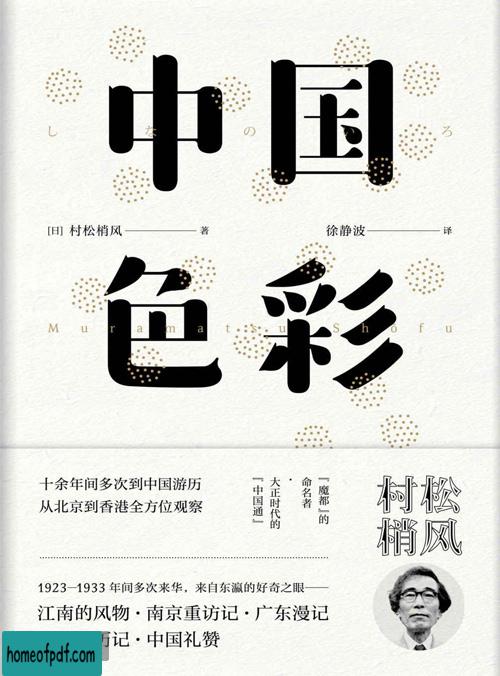 中国
しなのいろ
[日] 村松梢风 著
徐静波 译
色彩
Muramatsu Shofu
十余年间多次到中国游历
从北京到香港全方位观察
『魔都』的
命名者
·
大正时代的
『中国通』
村松
梢风
1923—1933 年间多次来华，来自东瀛的好奇之眼——
江南的风物·南京重访记·广东漫记
历记·中国礼赞
homeofpdf.com